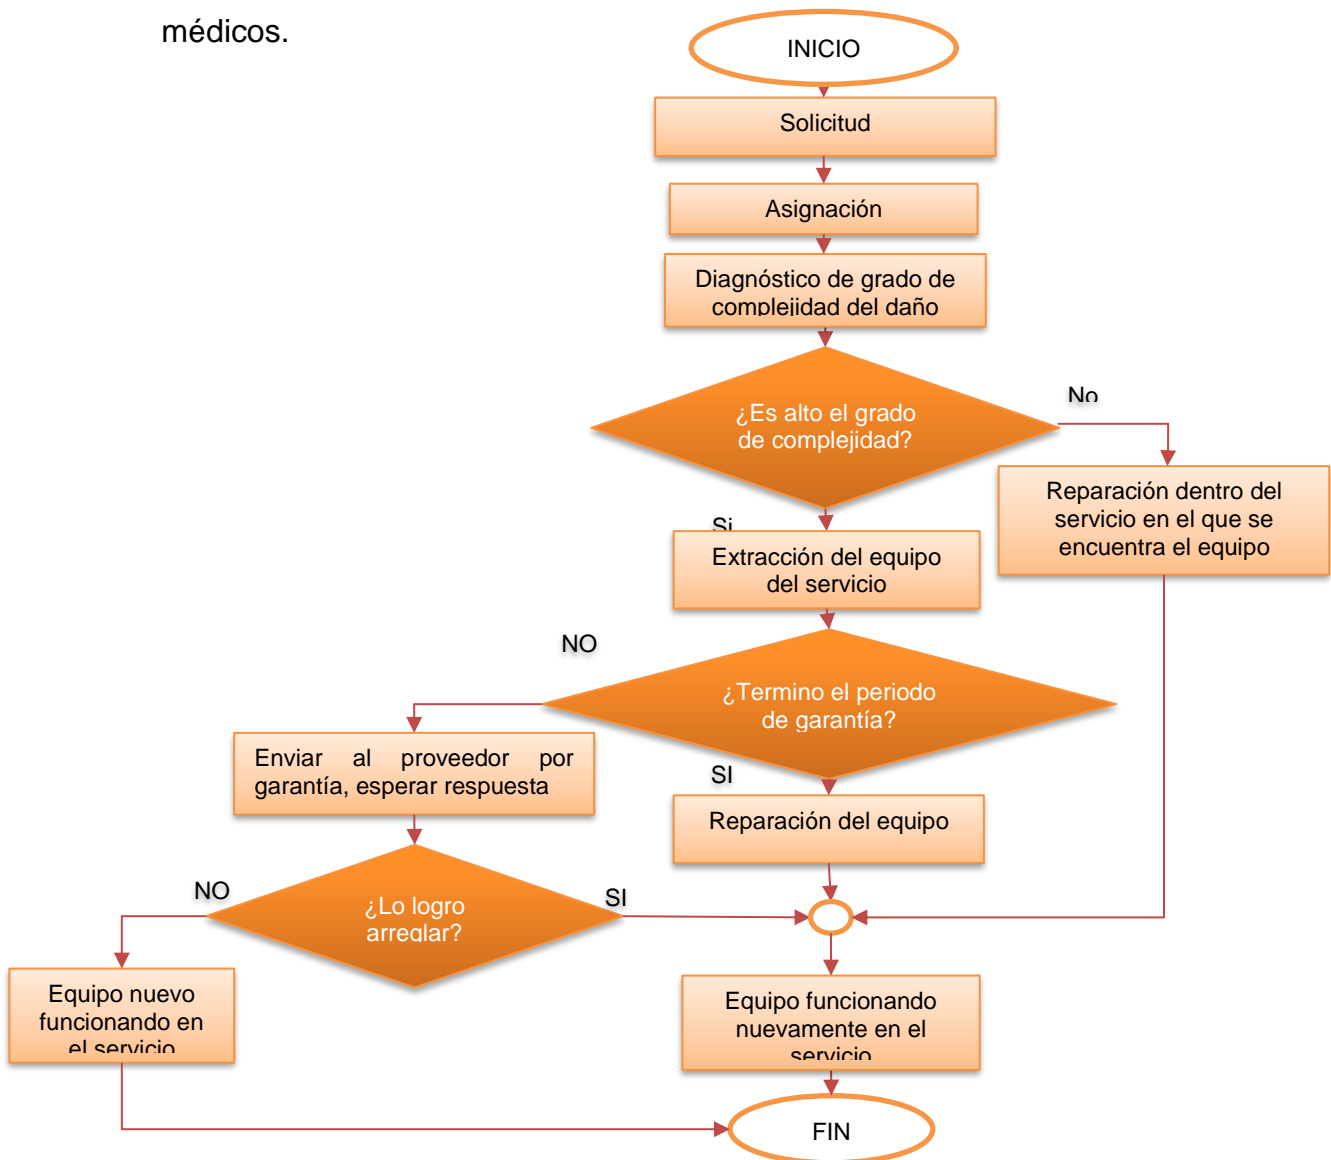 médicos.
INICIO
Solicitud
Asignación
Diagnóstico de grado de
complejidad del daño
¿Es alto el grado
de complejidad?
No
Reparación dentro del
servicio en el que se
encuentra el equipo
Si
Extracción del equipo
del servicio
NO
¿Termino el periodo
de garantía?
Enviar al proveedor por
garantía, esperar respuesta
SI
Reparación del equipo
NO
¿Lo logro
arreglar?
SI
Equipo nuevo
funcionando en
el servicio
Equipo funcionando
nuevamente en el
servicio
FIN